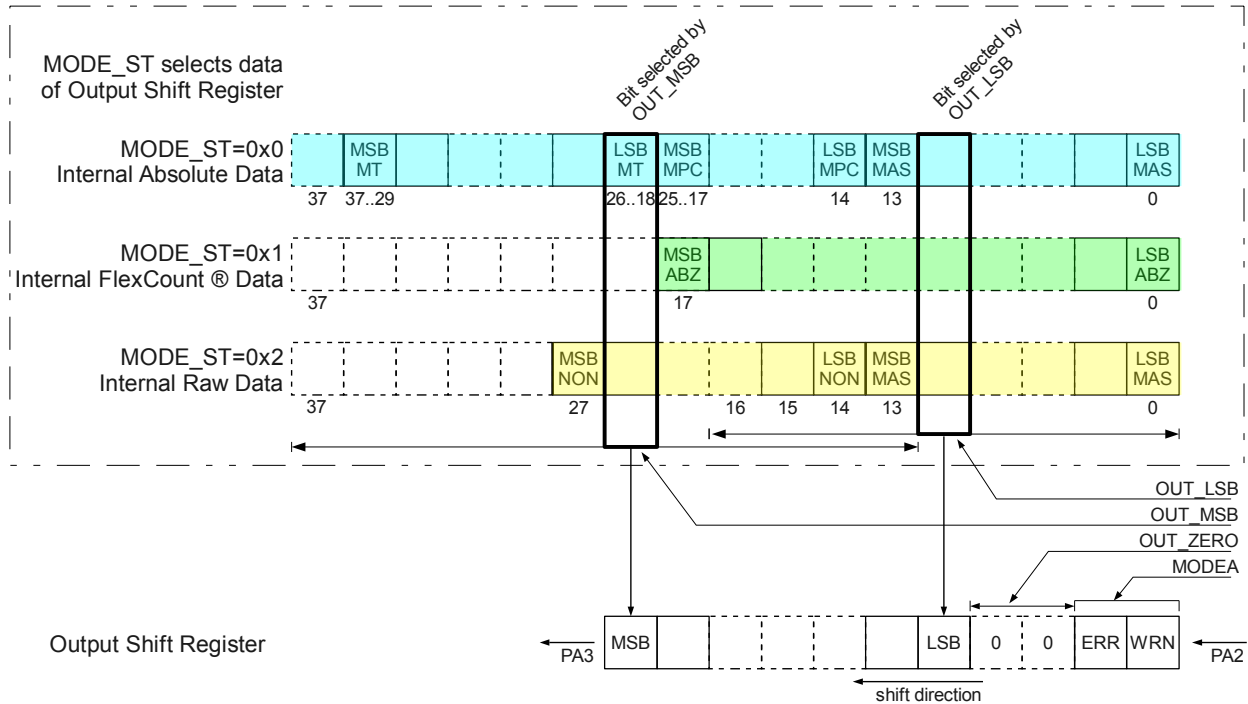 MODE_ST selects data
of Output Shift Register
Bit selected by
OUT_MSB
Bit selected by
OUT_LSB
MODE_ST=0x0
Internal Absolute Data
MSB MT LSB MT MSB MPC LSB MPC MSB MAS LSB MAS
37 37..29 26..18 25..17 14 13 0
MODE_ST=0x1
Internal FlexCount ® Data
MSB ABZ LSB ABZ
37 17 0
MODE_ST=0x2
Internal Raw Data
MSB NON LSB NON MSB MAS LSB MAS
37 27 16 15 14 13 0
OUT_LSB
OUT_MSB
OUT_ZERO
MODEA
Output Shift Register
PA3 MSB LSB 0 0 ERR WRN PA2
shift direction